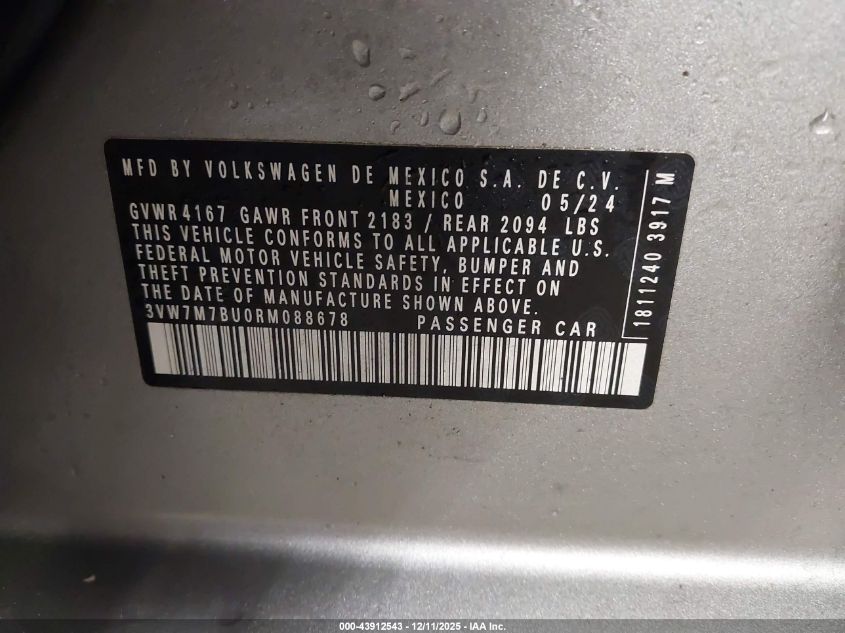 MFD BY VOLKSWAGEN DE MEXICO S.A. DE C.V.
MEXICO 05/24
GVWR 4167 GAWR FRONT 2183 / REAR 2094 LBS
THIS VEHICLE CONFORMS TO ALL APPLICABLE U.S.
FEDERAL MOTOR VEHICLE SAFETY, BUMPER AND
THEFT PREVENTION STANDARDS IN EFFECT ON
THE DATE OF MANUFACTURE SHOWN ABOVE.
3VW7M7BU0RM088678 PASSENGER CAR
1811240 3917 M
000-43912543 / 12/11/2025 - IAA Inc.